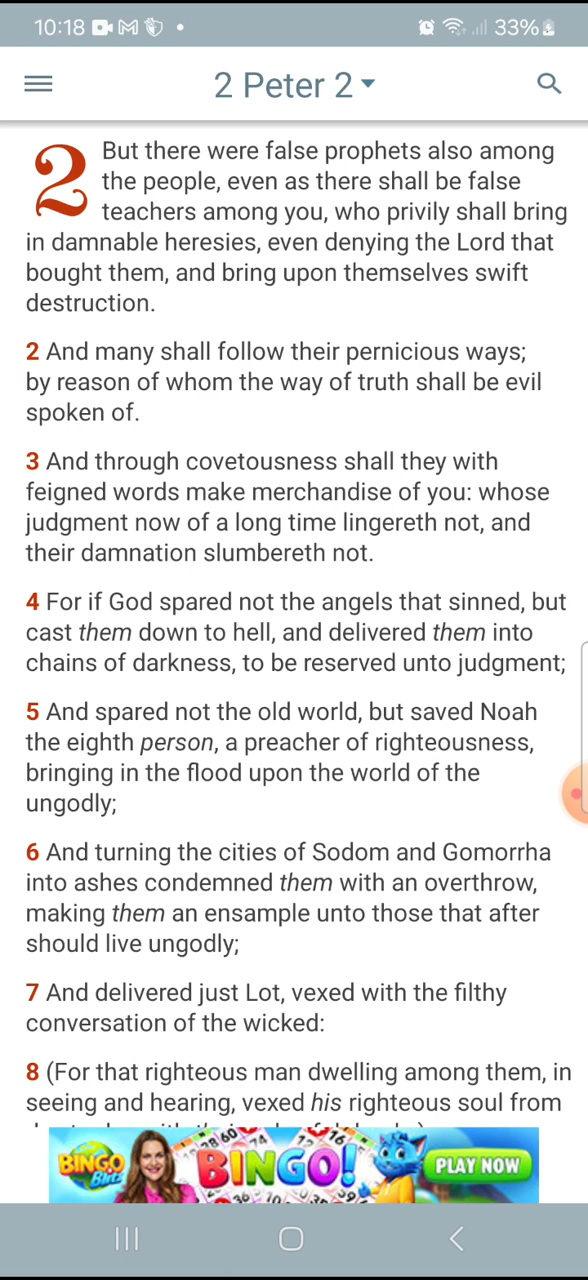 10:18
33%
2 Peter 2
2 But there were false prophets also among
the people, even as there shall be false
teachers among you, who privily shall bring
in damnable heresies, even denying the Lord that
bought them, and bring upon themselves swift
destruction.
2 And many shall follow their pernicious ways;
by reason of whom the way of truth shall be evil
spoken of.
3 And through covetousness shall they with
feigned words make merchandise of you: whose
judgment now of a long time lingereth not, and
their damnation slumbereth not.
4 For if God spared not the angels that sinned, but
cast them down to hell, and delivered them into
chains of darkness, to be reserved unto judgment;
5 And spared not the old world, but saved Noah
the eighth person, a preacher of righteousness,
bringing in the flood upon the world of the
ungodly;
6 And turning the cities of Sodom and Gomorrha
into ashes condemned them with an overthrow,
making them an ensample unto those that after
should live ungodly;
7 And delivered just Lot, vexed with the filthy
conversation of the wicked:
8 (For that righteous man dwelling among them, in
seeing and hearing, vexed his righteous soul from
BINGO
Blitz
BINGO!
PLAY NOW